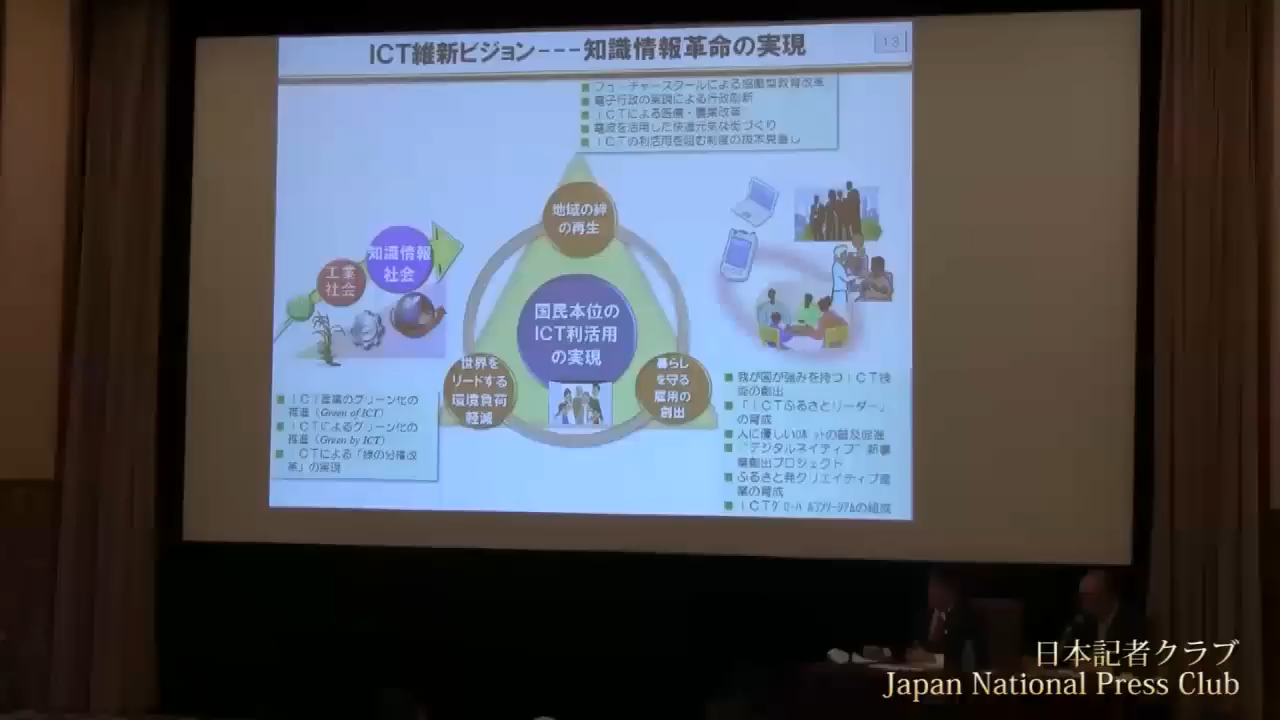 ICT維新ビジョン---知識情報革命の実現
13
フューチャースクールによる協働型教育改革
電子行政の実現による行政刷新
ICTによる医療・農業改革
電波を活用した快適元気な街づくり
ICTの利活用を阻む制度の抜本見直し
地域の絆
の再生
知識情報
社会
工業
社会
国民本位の
ICT利活用
の実現
世界を
リードする
環境負荷
軽減
暮らし
を守る
雇用の
創出
ICT産業のグリーン化の
推進（Green of ICT）
ICTによるグリーン化の
推進（Green by ICT）
ICTによる「緑の分権改
革」の実現
我が国が強みを持つICT技
術の創出
「ICTふるさとリーダー」
の育成
人に優しいロボットの普及促進
"デジタルネイティブ" 新事
業創出プロジェクト
ふるさと発クリエイティブ産
業の育成
ICTグローバルコンソーシアムの組成
日本記者クラブ
Japan National Press Club